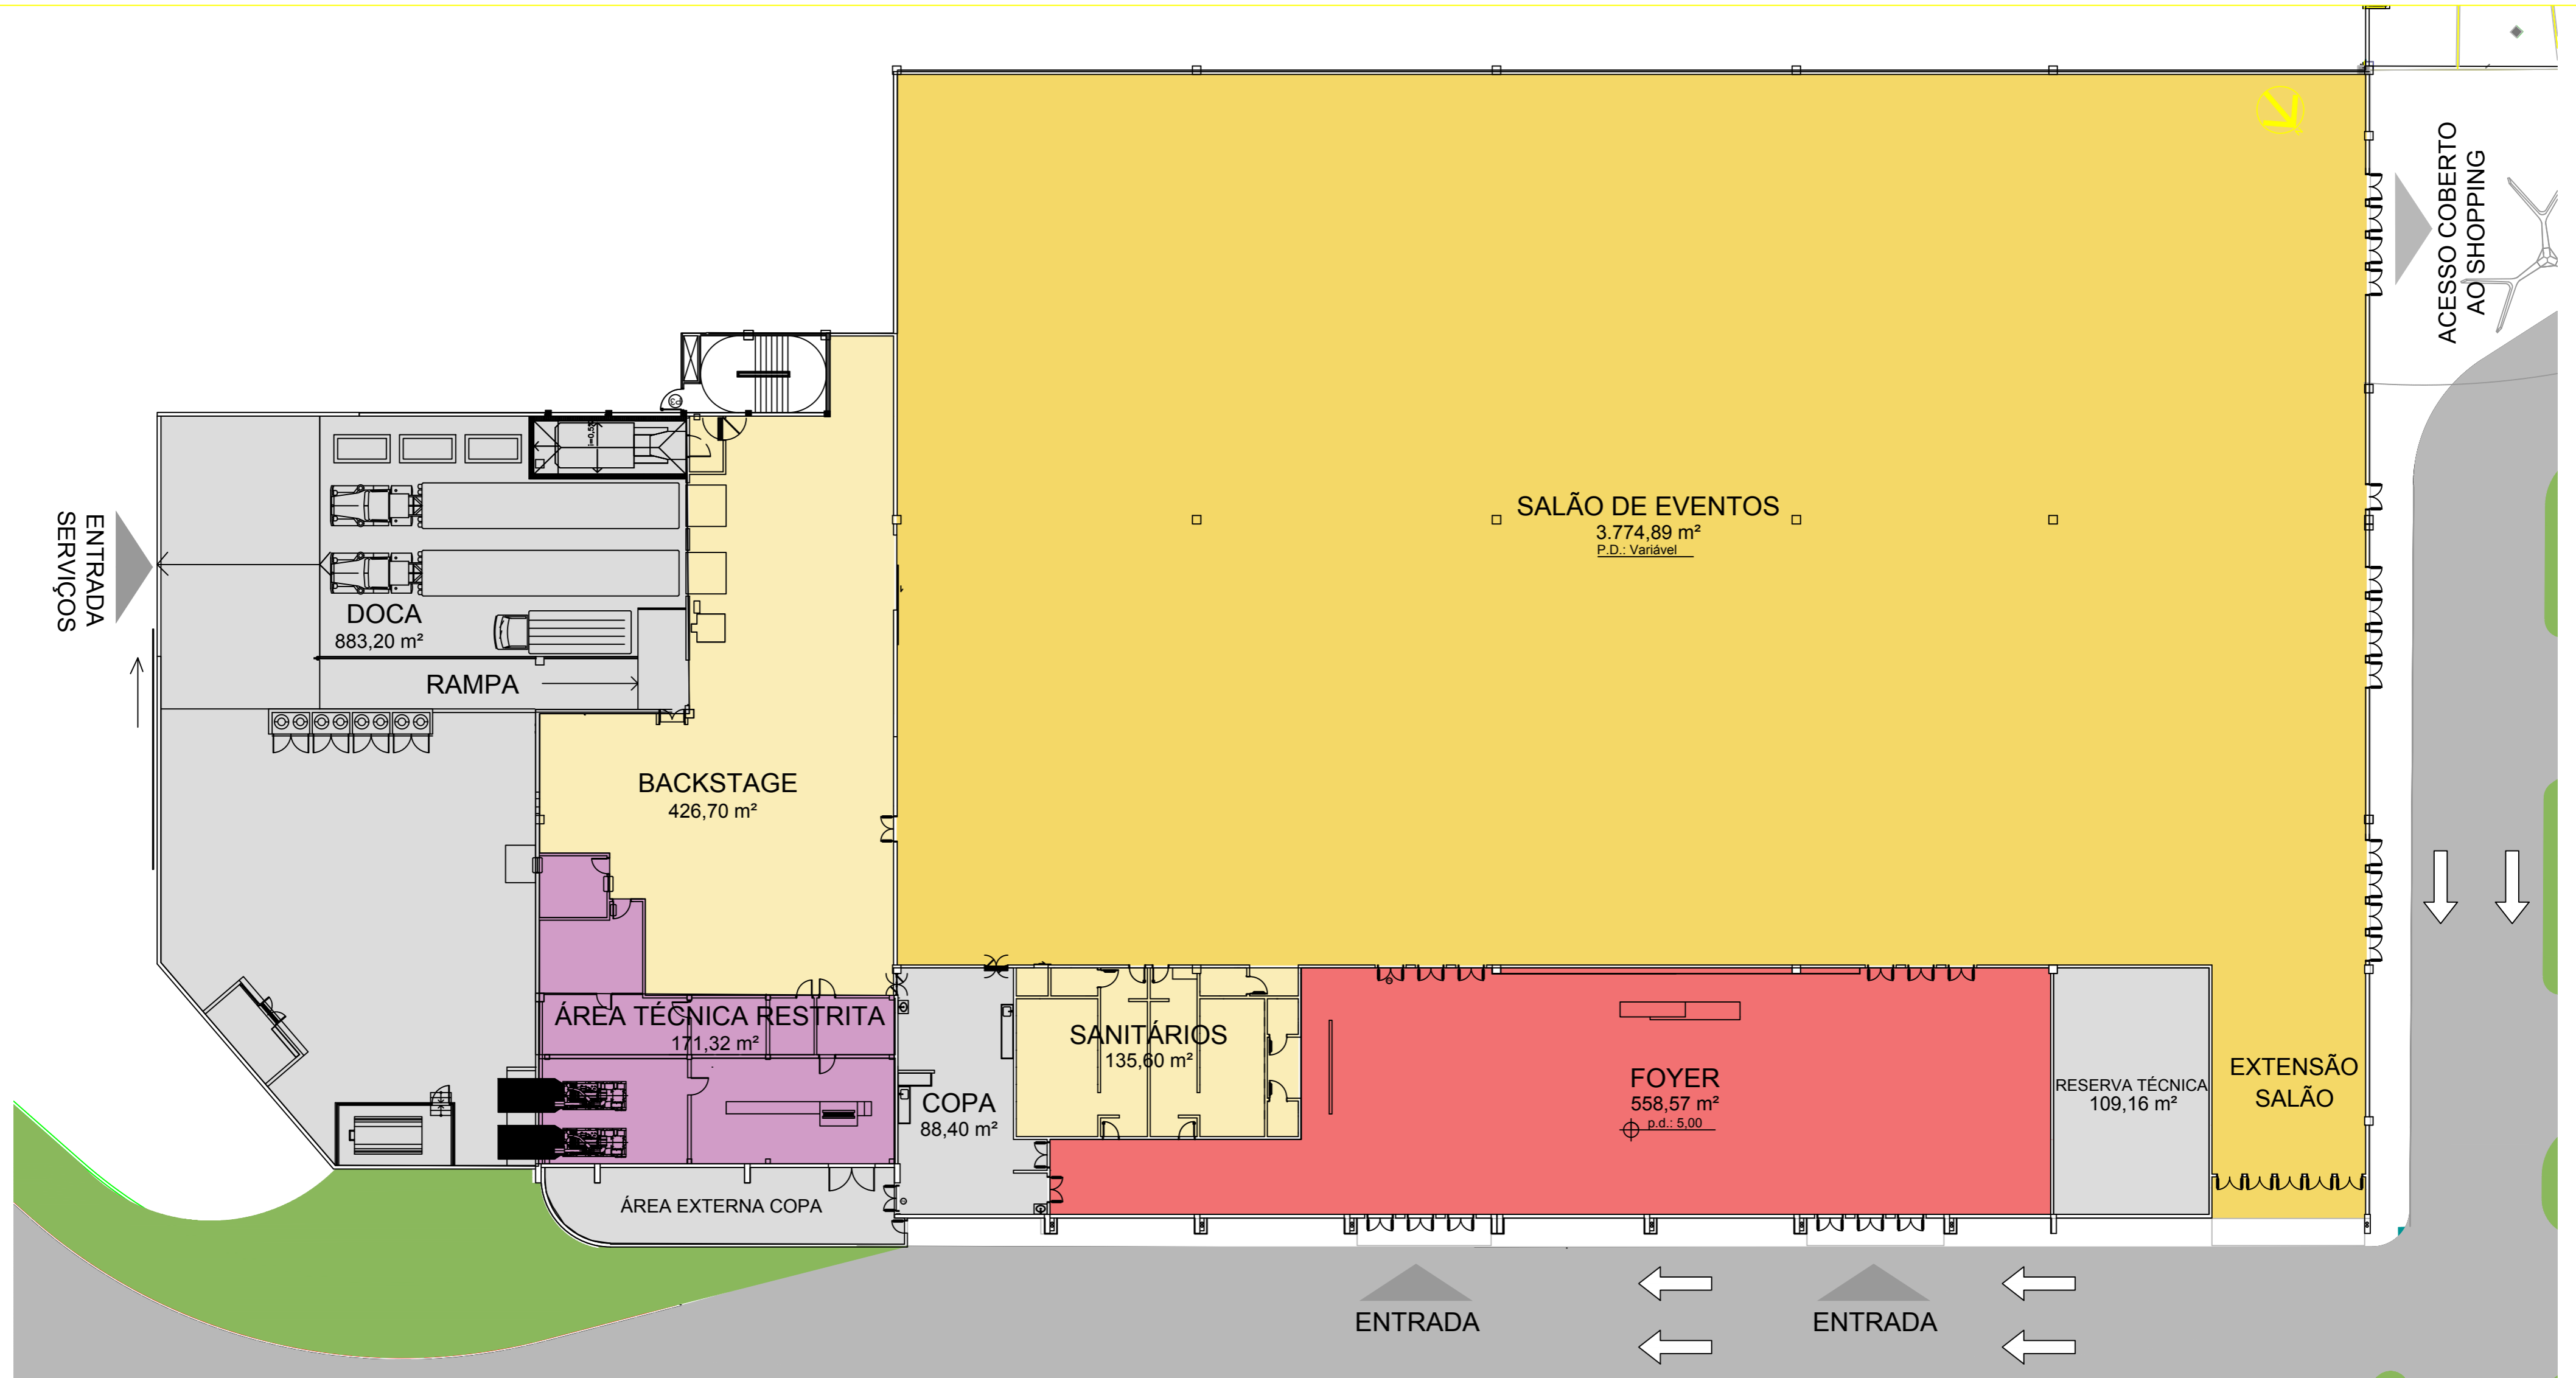 ACESSO COBERTO
AO SHOPPING
SALÃO DE EVENTOS
3.774,89 m²
P.D.: Variável
ENTRADA
SERVIÇOS
DOCA
883,20 m²
RAMPA
BACKSTAGE
426,70 m²
ÁREA TÉCNICA RESTRITA
171,32 m²
SANITÁRIOS
135,60 m²
COPA
88,40 m²
FOYER
558,57 m²
p.d.: 5,00
RESERVA TÉCNICA
109,16 m²
EXTENSÃO
SALÃO
ÁREA EXTERNA COPA
ENTRADA
ENTRADA